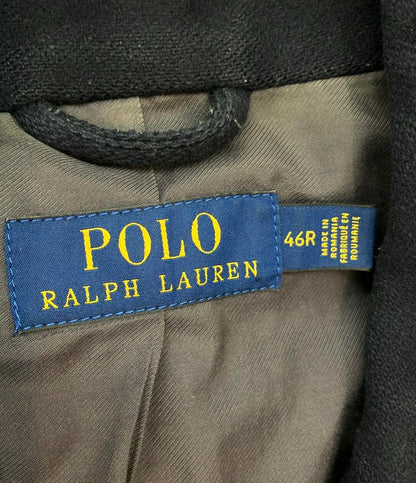 POLO
RALPH LAUREN
46R
MADE IN
ROMANIA
FABRIQUÉ EN
ROUMANIE